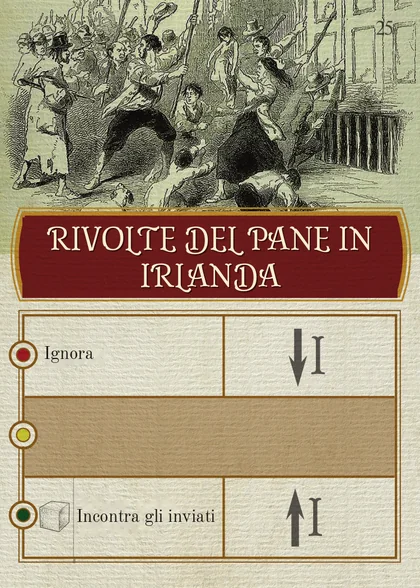 25
RIVOLTE DEL PANE IN
IRLANDA
Ignora
I
Incontra gli inviati
I